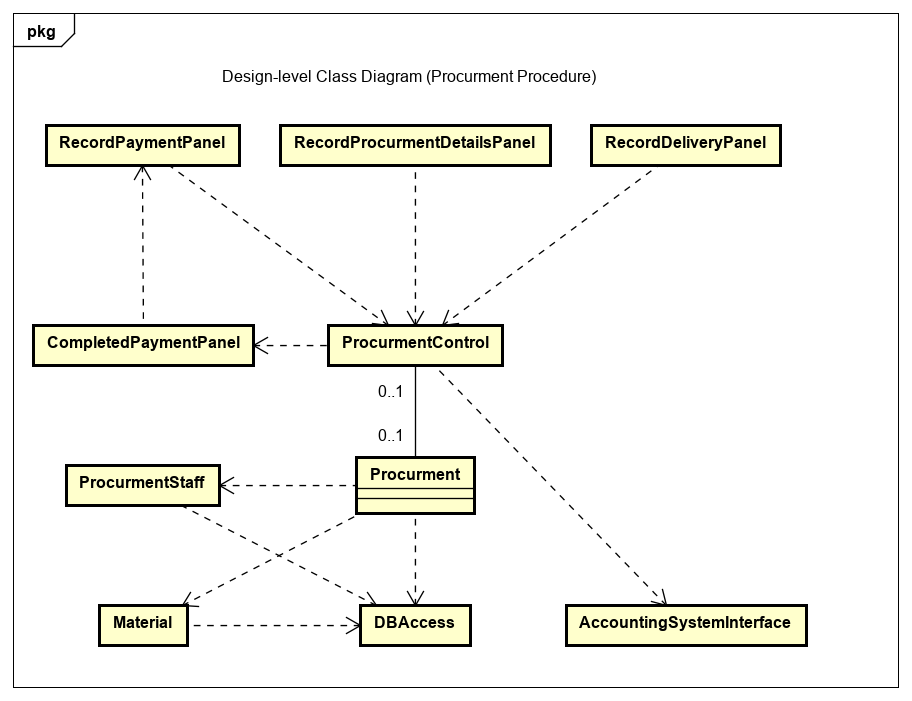 pkg
Design-level Class Diagram (Procurment Procedure)
RecordPaymentPanel
RecordProcurmentDetailsPanel
RecordDeliveryPanel
CompletedPaymentPanel
ProcurmentControl
0..1
0..1
Procurment
ProcurmentStaff
Material
DBAccess
AccountingSystemInterface